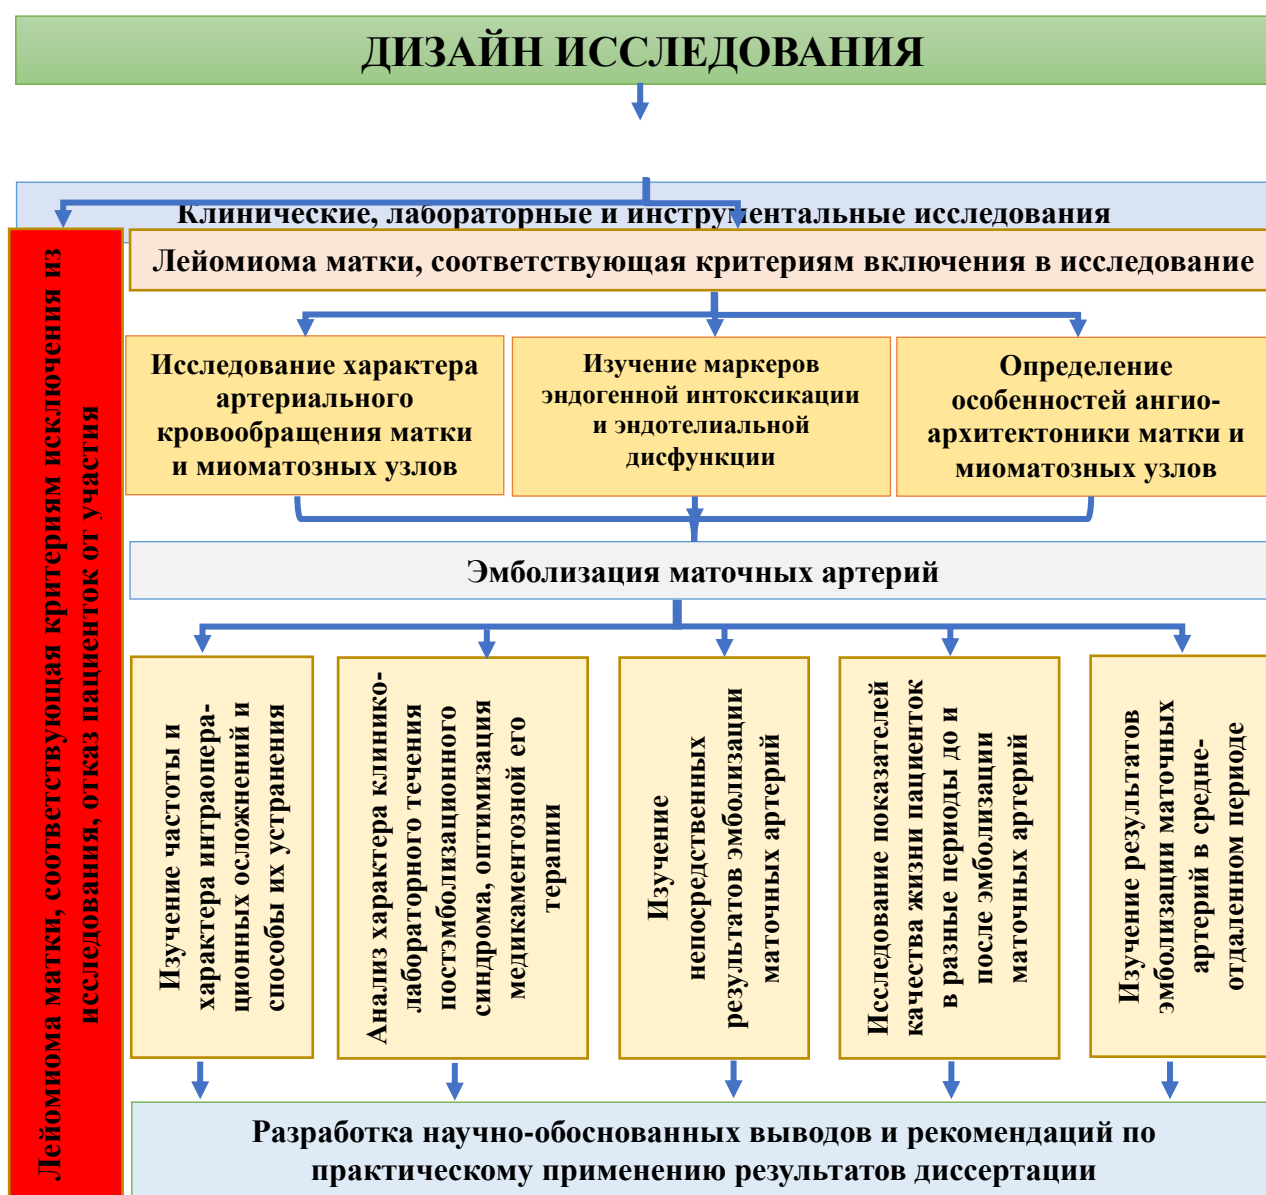 ДИЗАЙН ИССЛЕДОВАНИЯ
Клинические, лабораторные и инструментальные исследования
Лейомиома матки, соответствующая критериям исключения из
исследования, отказ пациенток от участия
Лейомиома матки, соответствующая критериям включения в исследование
Исследование характера
артериального
кровообращения матки
и миоматозных узлов
Изучение маркеров
эндогенной интоксикации
и эндотелиальной
дисфункции
Определение
особенностей ангио-
архитектоники матки и
миоматозных узлов
Эмболизация маточных артерий
Изучение частоты и
характера интраопера-
ционных осложнений и
способы их устранения
Анализ характера клинико-
лабораторного течения
постэмболизационного
синдрома, оптимизация
медикаментозной его
терапии
Изучение
непосредственных
результатов эмболизации
маточных артерий
Исследование показателей
качества жизни пациенток
в разные периоды до и
после эмболизации
маточных артерий
Изучение результатов
эмболизации маточных
артерий в средне-
отдаленном периоде
Разработка научно-обоснованных выводов и рекомендаций по
практическому применению результатов диссертации